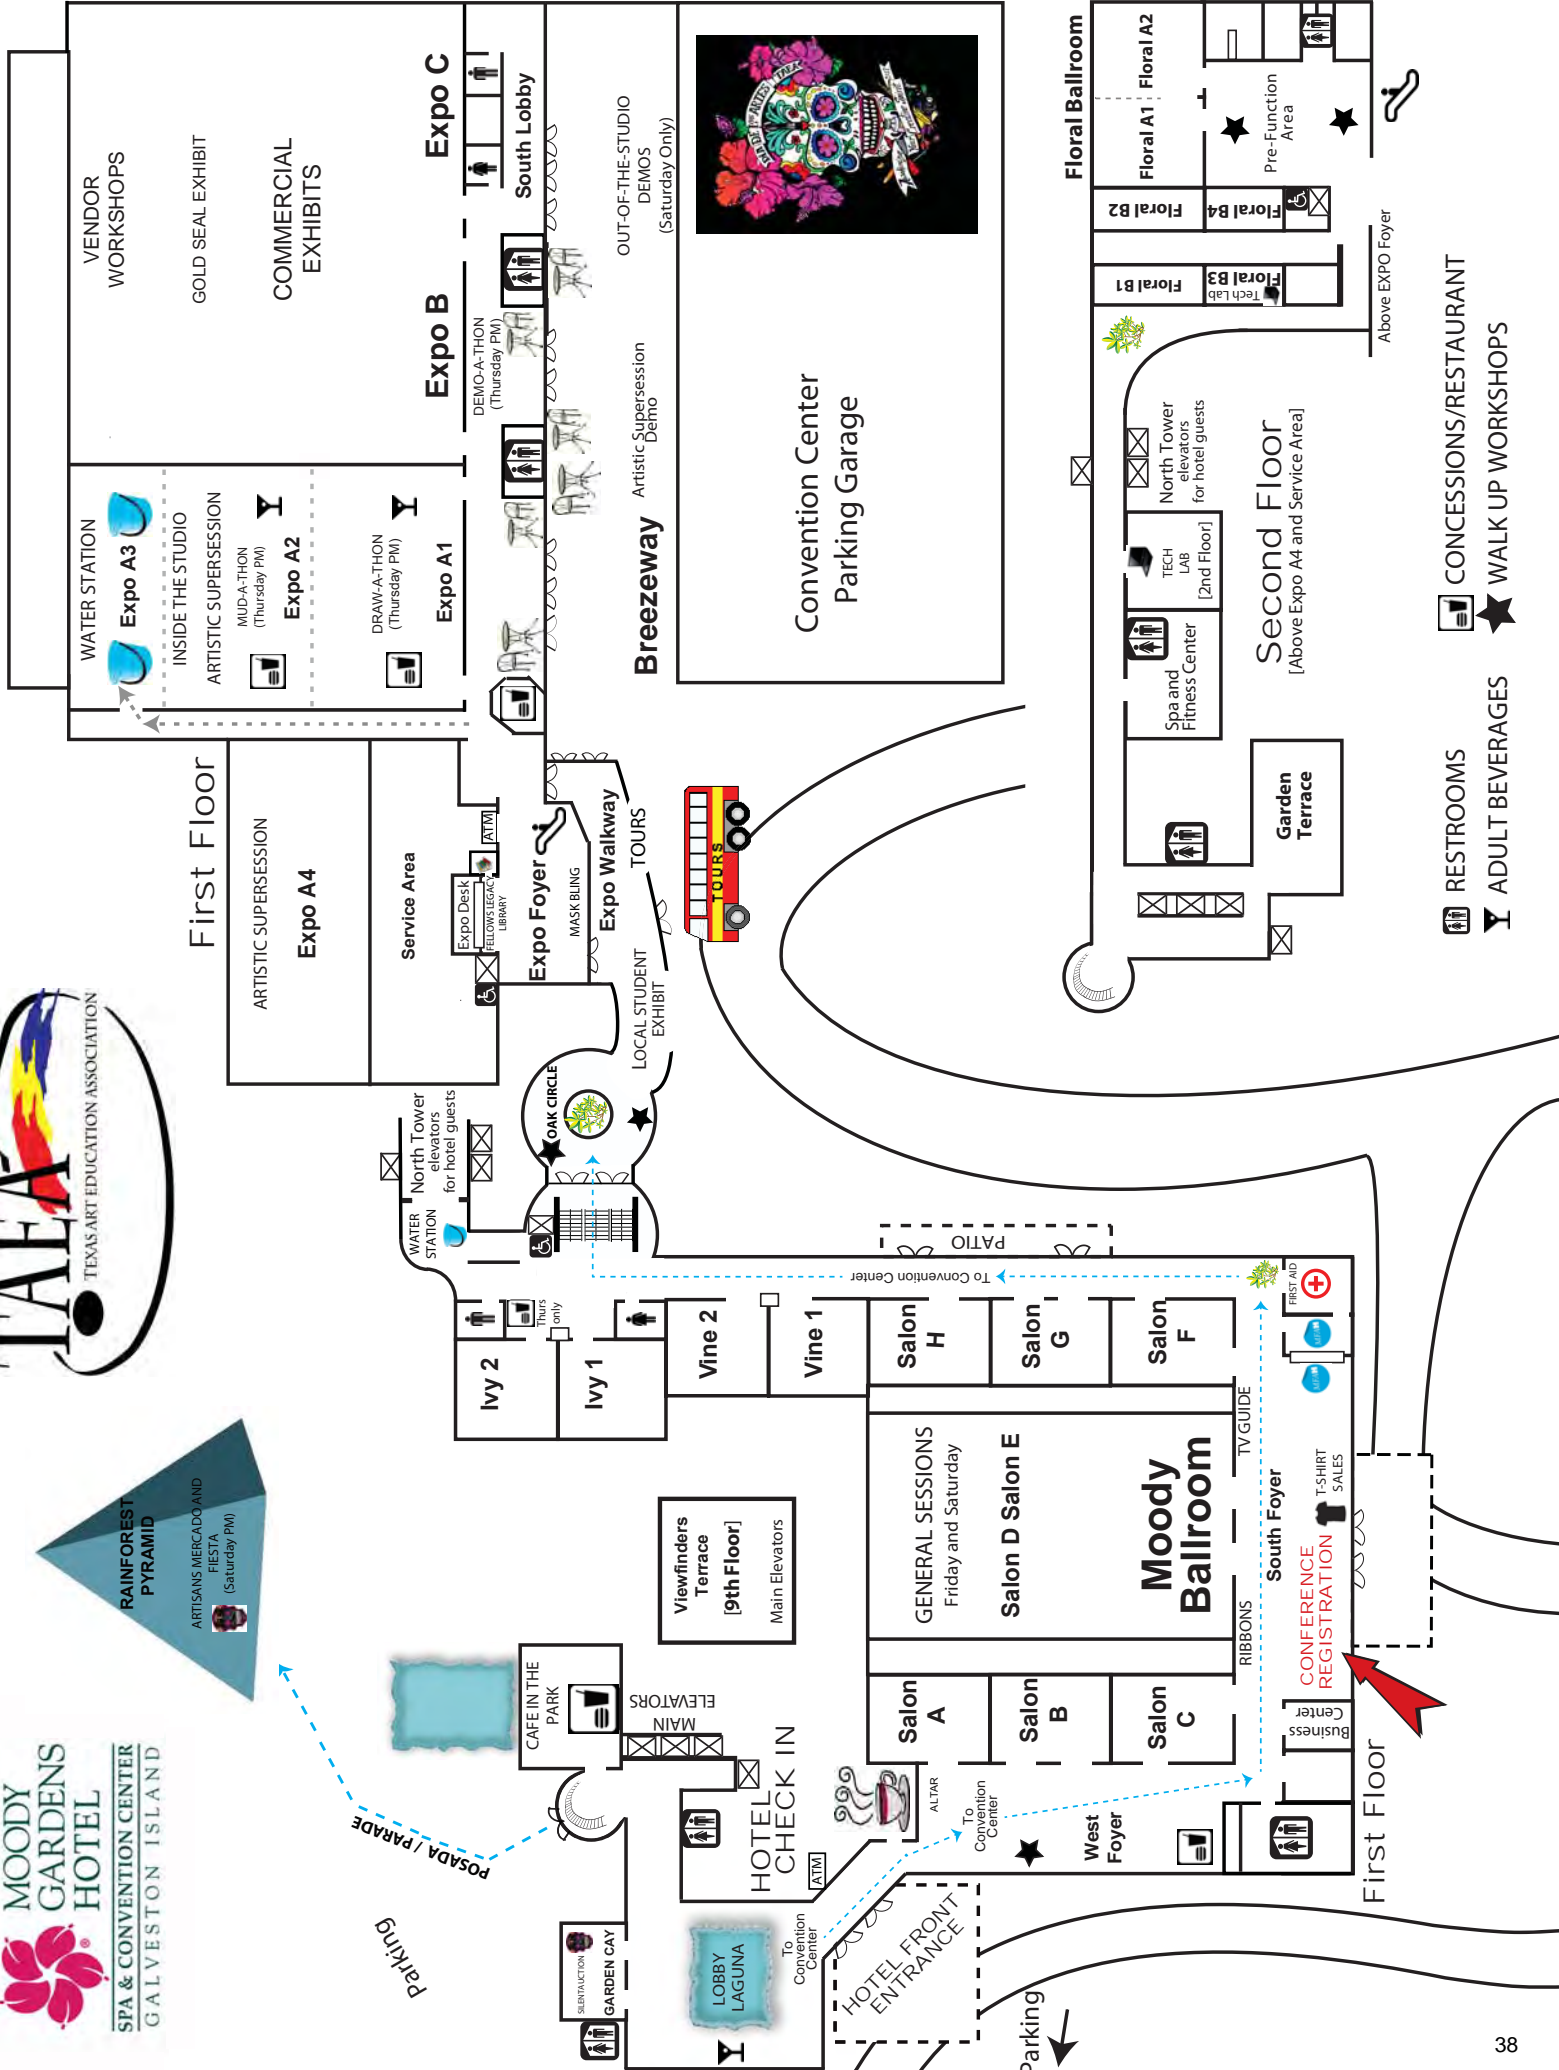 MOODY
GARDENS
HOTEL
SPA & CONVENTION CENTER
GALVESTON ISLAND
TAEA
TEXAS ART EDUCATION ASSOCIATION
RAINFOREST
PYRAMID
ARTISANS MERCADO AND
FIESTA
(Saturday PM)
POSADA / PARADE
Parking
First Floor
VENDOR
WORKSHOPS
GOLD SEAL EXHIBIT
COMMERCIAL
EXHIBITS
Expo C
Expo B
South Lobby
DEMO-A-THON
(Thursday PM)
WATER STATION
Expo A3
INSIDE THE STUDIO
ARTISTIC SUPERSESSION
MUD-A-THON
(Thursday PM)
Expo A2
DRAW-A-THON
(Thursday PM)
Expo A1
OUT-OF-THE-STUDIO
DEMOS
(Saturday Only)
Artistic Supersession
Demo
Breezeway
Convention Center
Parking Garage
ARTISTIC SUPERSESSION
Expo A4
Service Area
Expo Desk
FELLOWS LEGACY
LIBRARY
ATM
Expo Foyer
MASK BLING
Expo Walkway
TOURS
TOURS
LOCAL STUDENT
EXHIBIT
OAK CIRCLE
North Tower
elevators
for hotel guests
WATER
STATION
Thurs
only
Ivy 2
Ivy 1
Vine 2
Vine 1
Salon
H
Salon
G
Salon
F
PATIO
To Convention Center
FIRST AID
GENERAL SESSIONS
Friday and Saturday
Salon D Salon E
Moody
Ballroom
TV GUIDE
RIBBONS
South Foyer
T-SHIRT
SALES
CONFERENCE
REGISTRATION
Business
Center
Salon
A
Salon
B
Salon
C
Viewfinders
Terrace
[9th Floor]
Main Elevators
CAFE IN THE
PARK
MAIN
ELEVATORS
HOTEL
CHECK IN
ATM
ALTAR
To
Convention
Center
West
Foyer
First Floor
SILENT AUCTION
GARDEN CAY
LOBBY
LAGUNA
To
Convention
Center
HOTEL FRONT
ENTRANCE
Parking
Floral Ballroom
Floral A2
Floral A1
Pre-Function
Area
Floral B2
Floral B4
Floral B1
Floral B3
Tech Lab
Above EXPO Foyer
North Tower
elevators
for hotel guests
TECH
LAB
[2nd Floor]
Spa and
Fitness Center
Second Floor
[Above Expo A4 and Service Area]
Garden
Terrace
RESTROOMS
CONCESSIONS/RESTAURANT
ADULT BEVERAGES
WALK UP WORKSHOPS
38